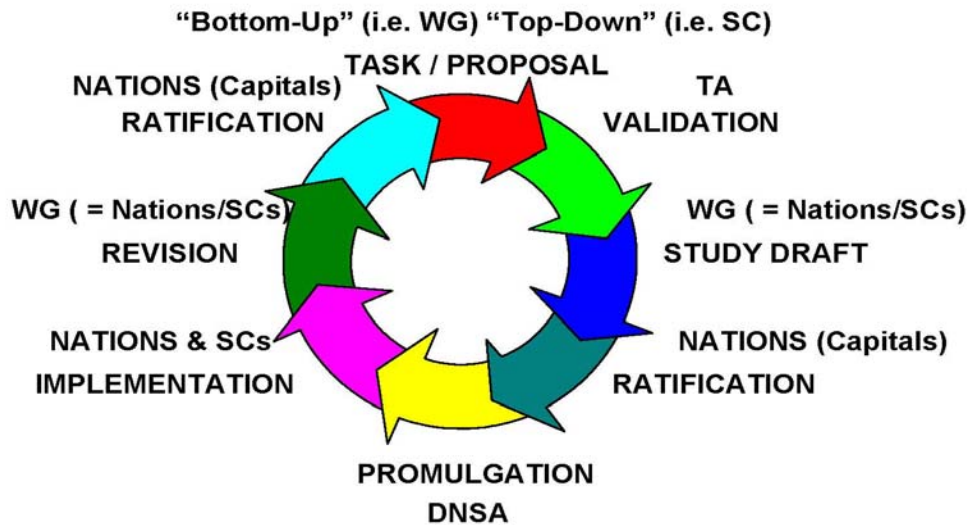 “Bottom-Up” (i.e. WG) “Top-Down” (i.e. SC)
TASK / PROPOSAL
TA
VALIDATION
WG ( = Nations/SCs)
STUDY DRAFT
NATIONS (Capitals)
RATIFICATION
PROMULGATION
DNSA
NATIONS & SCs
IMPLEMENTATION
WG ( = Nations/SCs)
REVISION
NATIONS (Capitals)
RATIFICATION